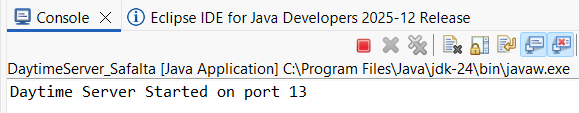 Console Eclipse IDE for Java Developers 2025-12 Release
DaytimeServer_Safalta [Java Application] C:\Program Files\Java\jdk-24\bin\javaw.exe
Daytime Server Started on port 13